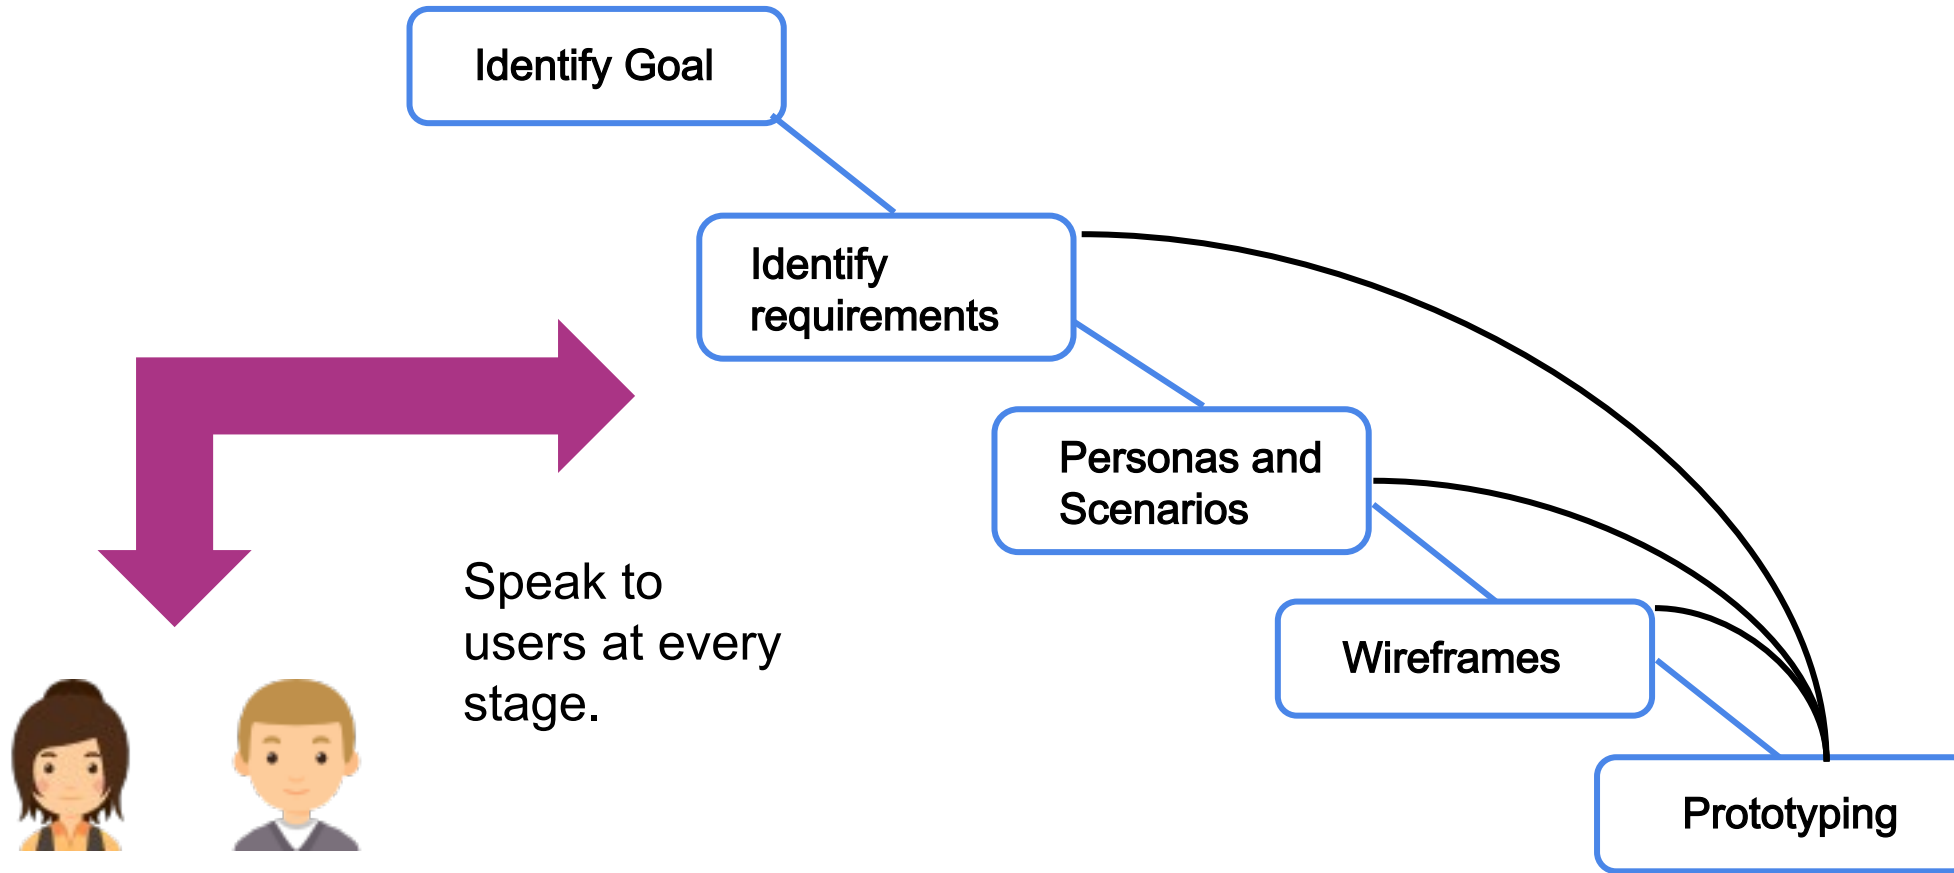 Identify Goal
Identify
requirements
Personas and
Scenarios
Speak to
users at every
stage.
Wireframes
Prototyping